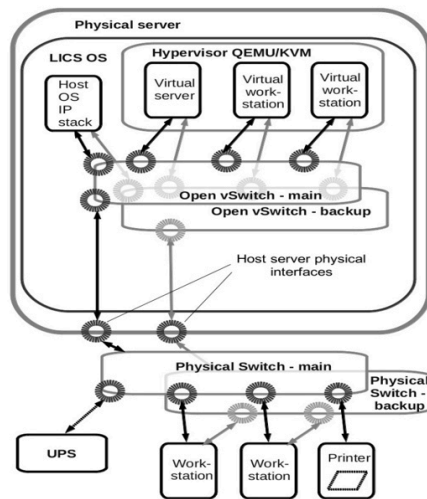 Physical server
Hypervisor QEMU/KVM
LICS OS
Host
OS
IP
stack
Virtual
server
Virtual
work-
station
Virtual
work-
station
Open vSwitch - main
Open vSwitch - backup
Host server physical
interfaces
Physical Switch - main
Physical
Switch -
backup
UPS
Work-
station
Work-
station
Printer